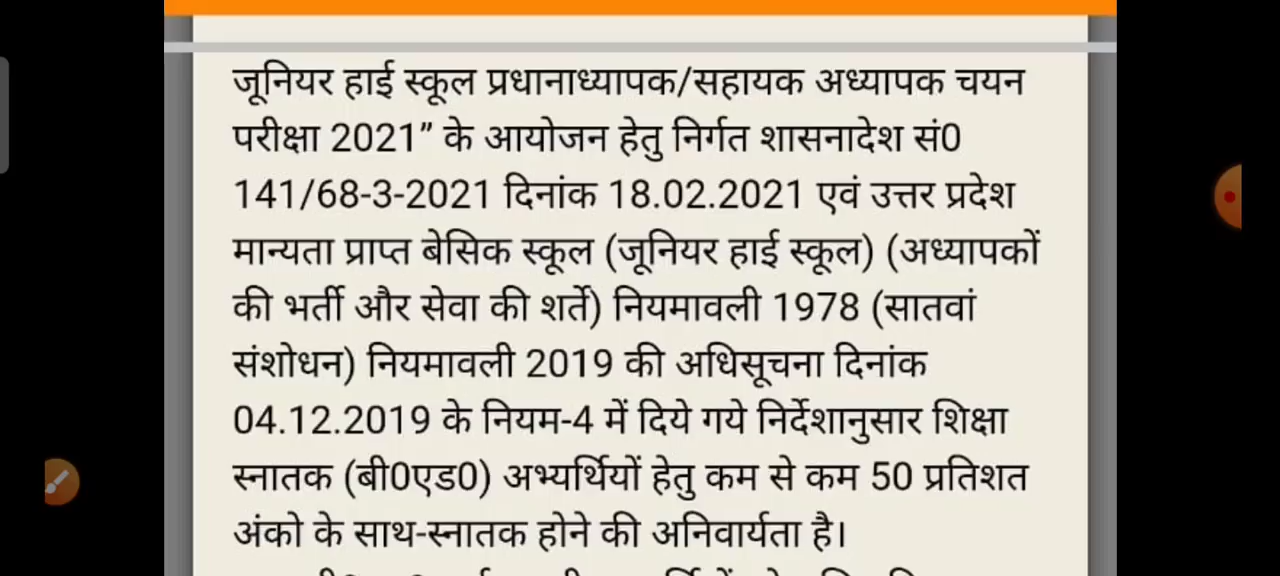 जूनियर हाई स्कूल प्रधानाध्यापक/सहायक अध्यापक चयन
परीक्षा 2021” के आयोजन हेतु निर्गत शासनादेश सं0
141/68-3-2021 दिनांक 18.02.2021 एवं उत्तर प्रदेश
मान्यता प्राप्त बेसिक स्कूल (जूनियर हाई स्कूल) (अध्यापकों
की भर्ती और सेवा की शर्ते) नियमावली 1978 (सातवां
संशोधन) नियमावली 2019 की अधिसूचना दिनांक
04.12.2019 के नियम-4 में दिये गये निर्देशानुसार शिक्षा
स्नातक (बी0एड0) अभ्यर्थियों हेतु कम से कम 50 प्रतिशत
अंको के साथ-स्नातक होने की अनिवार्यता है।